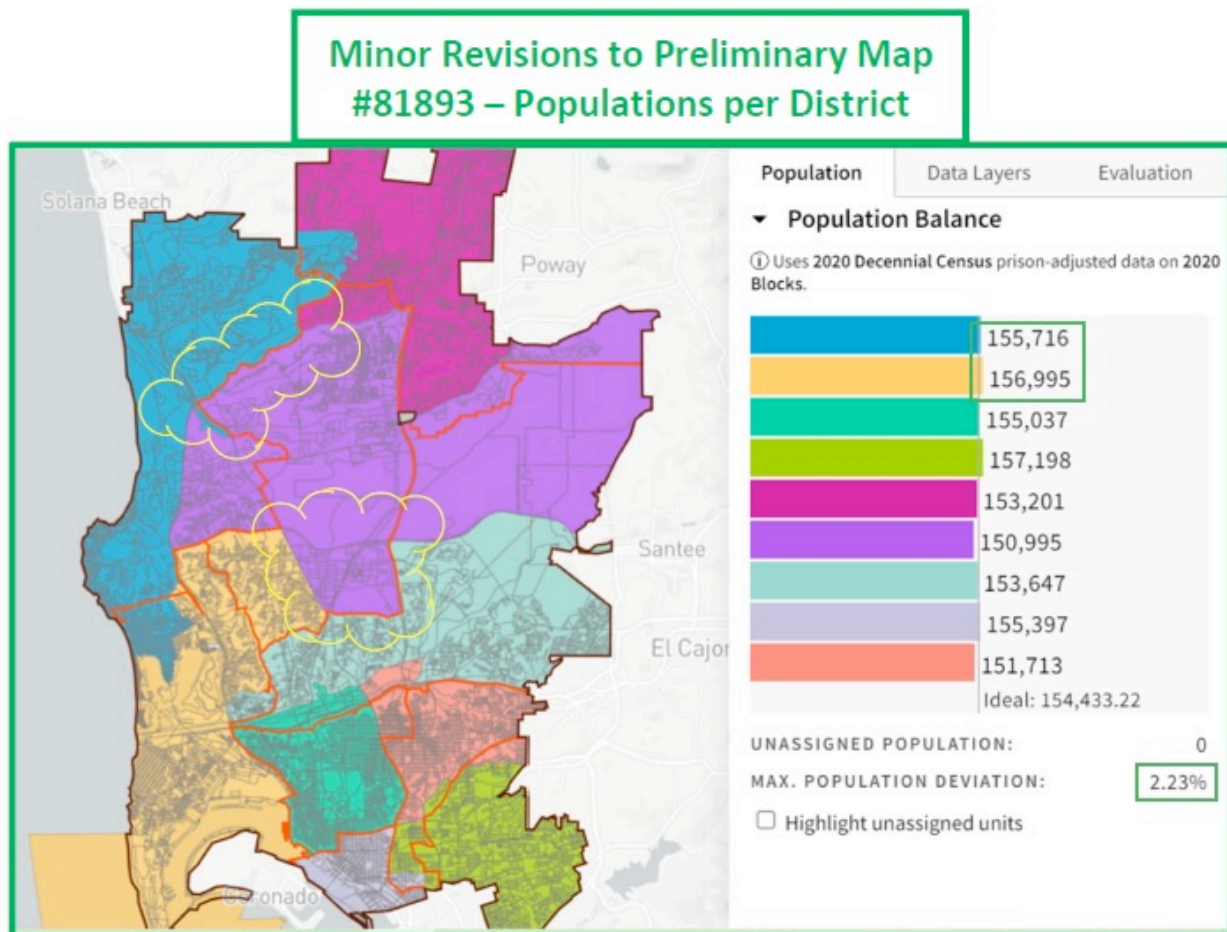 Minor Revisions to Preliminary Map
#81893 – Populations per District
Solana Beach
Poway
Santee
El Cajon
Coronado
Population
Data Layers
Evaluation
Population Balance
Uses 2020 Decennial Census prison-adjusted data on 2020
Blocks.
155,716
156,995
155,037
157,198
153,201
150,995
153,647
155,397
151,713
Ideal: 154,433.22
UNASSIGNED POPULATION: 0
MAX. POPULATION DEVIATION: 2.23%
Highlight unassigned units